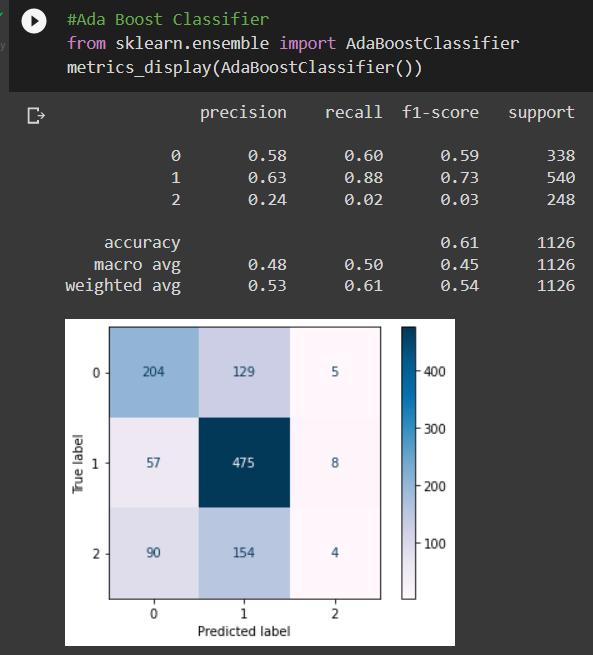 #Ada Boost Classifier
from sklearn.ensemble import AdaBoostClassifier
metrics_display(AdaBoostClassifier())
precision recall f1-score support
0 0.58 0.60 0.59 338
1 0.63 0.88 0.73 540
2 0.24 0.02 0.03 248
accuracy 0.61 1126
macro avg 0.48 0.50 0.45 1126
weighted avg 0.53 0.61 0.54 1126
0 204 129 5
400
300
True label
1 57 475 8
200
2 90 154 4
100
0 1 2
Predicted label